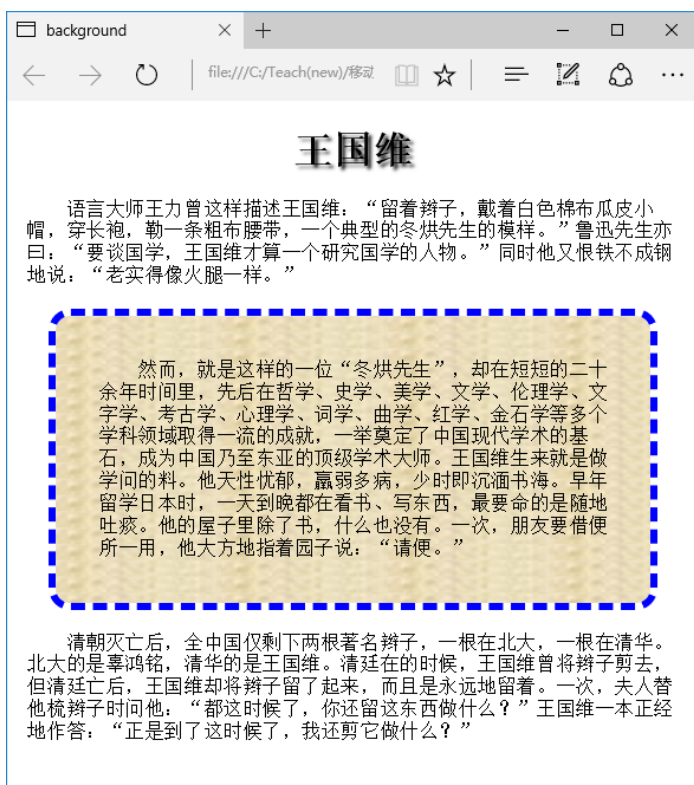 background
file:///C:/Teach(new)/移动
王国维
语言大师王力曾这样描述王国维：“留着辫子，戴着白色棉布瓜皮小
帽，穿长袍，勒一条粗布腰带，一个典型的冬烘先生的模样。”鲁迅先生亦
曰：“要谈国学，王国维才算一个研究国学的人物。”同时他又恨铁不成钢
地说：“老实得像火腿一样。”
然而，就是这样的一位“冬烘先生”，却在短短的二十
余年时间里，先后在哲学、史学、美学、文学、伦理学、文
字学、考古学、心理学、词学、曲学、红学、金石学等多个
学科领域取得一流的成就，一举奠定了中国现代学术的基
石，成为中国乃至东亚的顶级学术大师。王国维生来就是做
学问的料。他天性忧郁，羸弱多病，少时即沉湎书海。早年
留学日本时，一天到晚都在看书、写东西，最要命的是随地
吐痰。他的屋子里除了书，什么也没有。一次，朋友要借便
所一用，他大方地指着园子说：“请便。”
清朝灭亡后，全中国仅剩下两根著名辫子，一根在北大，一根在清华。
北大的是辜鸿铭，清华的是王国维。清廷在的时候，王国维曾将辫子剪去，
但清廷亡后，王国维却将辫子留了起来，而且是永远地留着。一次，夫人替
他梳辫子时问他：“都这时候了，你还留这东西做什么？”王国维一本正经
地作答：“正是到了这时候了，我还剪它做什么？”